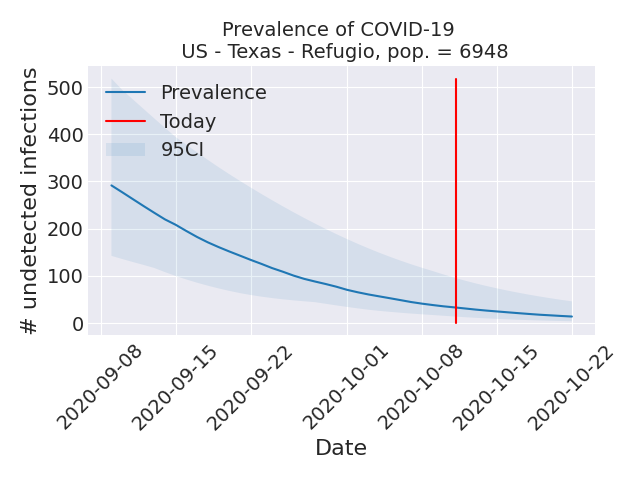 Prevalence of COVID-19
US - Texas - Refugio, pop. = 6948
# undetected infections
500
400
300
200
100
0
Prevalence
Today
95CI
2020-09-08
2020-09-15
2020-09-22
2020-10-01
2020-10-08
2020-10-15
2020-10-22
Date